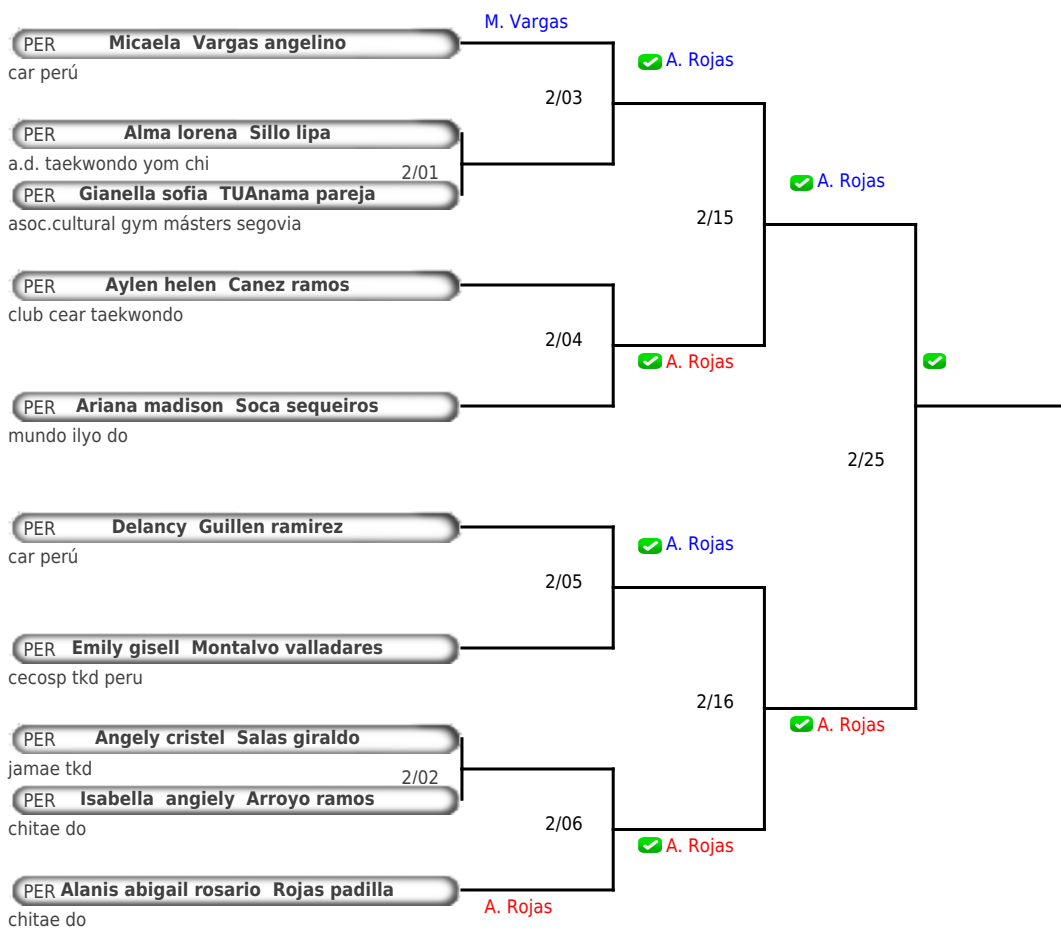 M. Vargas
PER Micaela Vargas angelino
car perú
A. Rojas
2/03
PER Alma lorena Sillo lipa
a.d. taekwondo yom chi
2/01
PER Gianella sofia TUAnama pareja
asoc.cultural gym másters segovia
A. Rojas
2/15
PER Aylen helen Canez ramos
club cear taekwondo
2/04
A. Rojas
PER Ariana madison Soca sequeiros
mundo ilyo do
2/25
PER Delancy Guillen ramirez
car perú
A. Rojas
2/05
PER Emily gisell Montalvo valladares
cecosp tkd peru
2/16
A. Rojas
PER Angely cristel Salas giraldo
jamae tkd
2/02
PER Isabella angiely Arroyo ramos
chitae do
2/06
A. Rojas
PER Alanis abigail rosario Rojas padilla
chitae do
A. Rojas